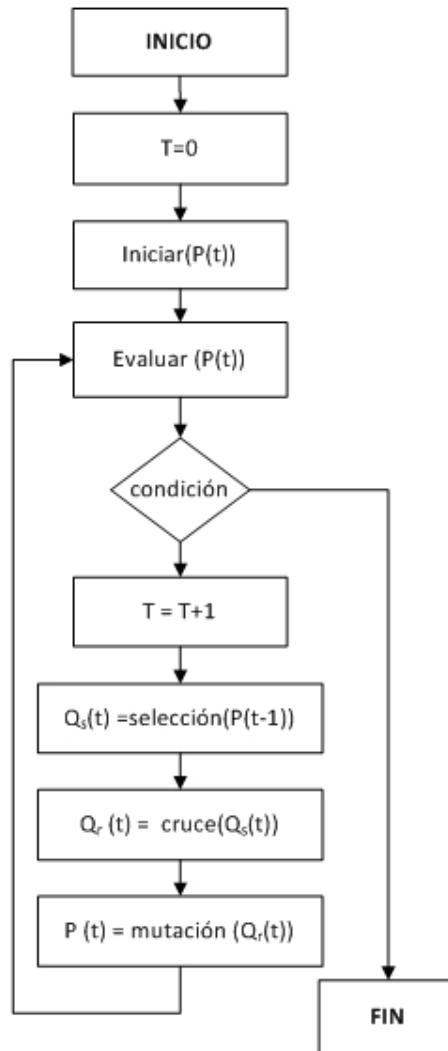 INICIO
T=0
Iniciar(P(t))
Evaluar (P(t))
condición
T = T+1
Qs(t) =selección(P(t-1))
Qr (t) = cruce(Qs(t))
P (t) = mutación (Qr(t))
FIN